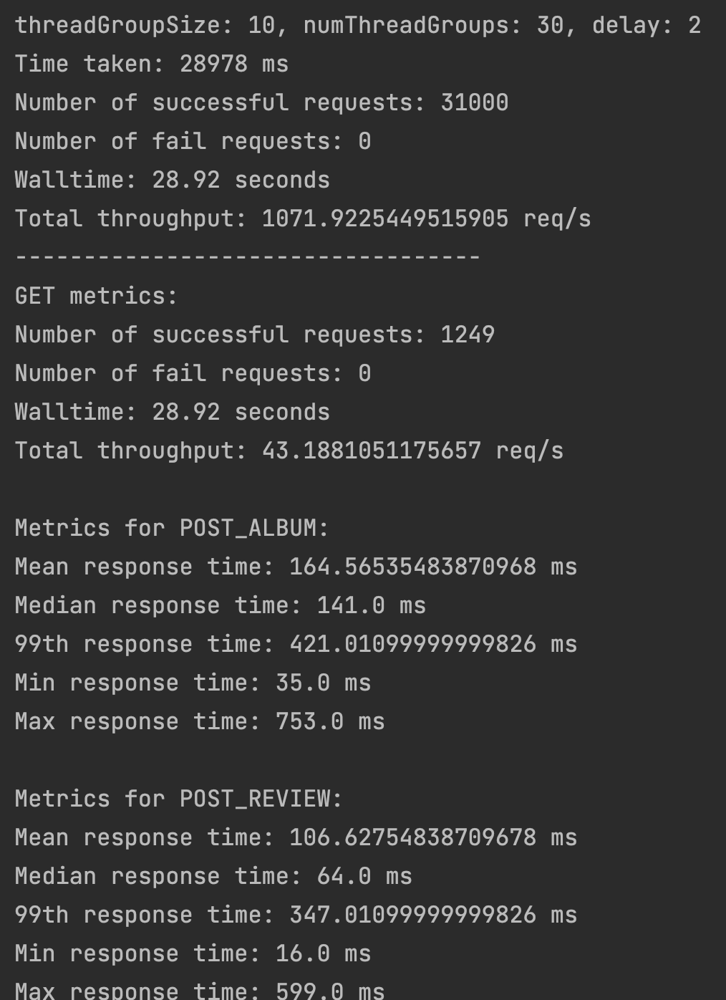 threadGroupSize: 10, numThreadGroups: 30, delay: 2
Time taken: 28978 ms
Number of successful requests: 31000
Number of fail requests: 0
Walltime: 28.92 seconds
Total throughput: 1071.9225449515905 req/s
----------------------------------
GET metrics:
Number of successful requests: 1249
Number of fail requests: 0
Walltime: 28.92 seconds
Total throughput: 43.1881051175657 req/s
Metrics for POST_ALBUM:
Mean response time: 164.56535483870968 ms
Median response time: 141.0 ms
99th response time: 421.01099999999826 ms
Min response time: 35.0 ms
Max response time: 753.0 ms
Metrics for POST_REVIEW:
Mean response time: 106.62754838709678 ms
Median response time: 64.0 ms
99th response time: 347.01099999999826 ms
Min response time: 16.0 ms
Max response time: 599.0 ms